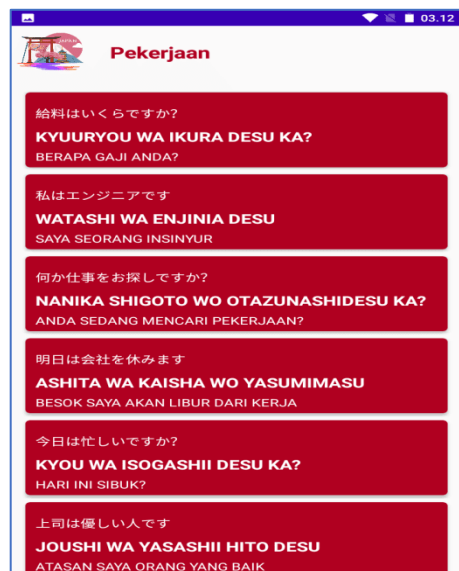 03.12
JAPAN
Pekerjaan
給料はいくらですか?
KYUURYOU WA IKURA DESU KA?
BERAPA GAJI ANDA?
私はエンジニアです
WATASHI WA ENJINIA DESU
SAYA SEORANG INSINYUR
何か仕事をお探しですか?
NANIKA SHIGOTO WO OTAZUNASHIDESU KA?
ANDA SEDANG MENCARI PEKERJAAN?
明日は会社を休みます
ASHITA WA KAISHA WO YASUMIMASU
BESOK SAYA AKAN LIBUR DARI KERJA
今日は忙しいですか?
KYOU WA ISOGASHII DESU KA?
HARI INI SIBUK?
上司は優しい人です
JOUSHI WA YASASHII HITO DESU
ATASAN SAYA ORANG YANG BAIK